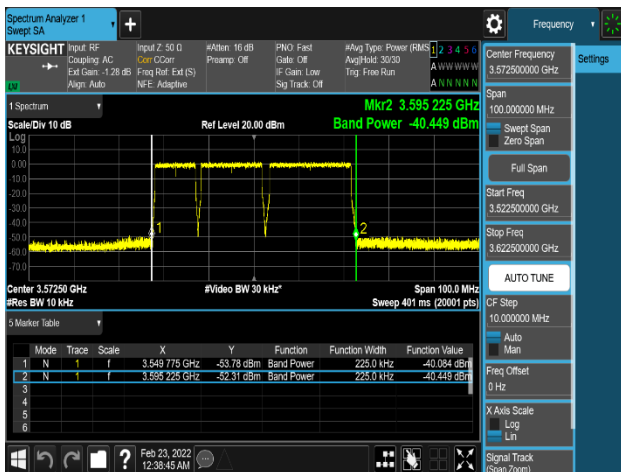 Spectrum Analyzer 1
Swept SA
+
Frequency
KEYSIGHT
Input: RF
Coupling: AC
Ext Gain: -1.28 dB
Align: Auto
Input Z: 50 Ω
Corr CCorr
Freq Ref: Ext (S)
NFE: Adaptive
#Atten: 16 dB
Preamp: Off
PNO: Fast
Gate: Off
IF Gain: Low
Sig Track: Off
#Avg Type: Power (RMS
Avg|Hold: 30/30
Trig: Free Run
1 2 3 4 5 6
A W W W W W
A N N N N N
1 Spectrum
Scale/Div 10 dB
Ref Level 20.00 dBm
Mkr2 3.595 225 GHz
Band Power -40.449 dBm
Log
10.0
0.00
-10.0
-20.0
-30.0
-40.0
-50.0
-60.0
-70.0
1
2
Center 3.57250 GHz
#Video BW 30 kHz*
Span 100.0 MHz
#Res BW 10 kHz
Sweep 401 ms (20001 pts)
5 Marker Table
Mode Trace Scale X Y Function Function Width Function Value
1 N 1 f 3.549 775 GHz -53.78 dBm Band Power 225.0 kHz -40.084 dBm
2 N 1 f 3.595 225 GHz -52.31 dBm Band Power 225.0 kHz -40.449 dBm
3
4
5
6
?
Feb 23, 2022
12:38:45 AM
Center Frequency
3.572500000 GHz
Span
100.000000 MHz
Swept Span
Zero Span
Full Span
Start Freq
3.522500000 GHz
Stop Freq
3.622500000 GHz
AUTO TUNE
CF Step
10.000000 MHz
Auto
Man
Freq Offset
0 Hz
X Axis Scale
Log
Lin
Signal Track
(Span Zoom)
Settings